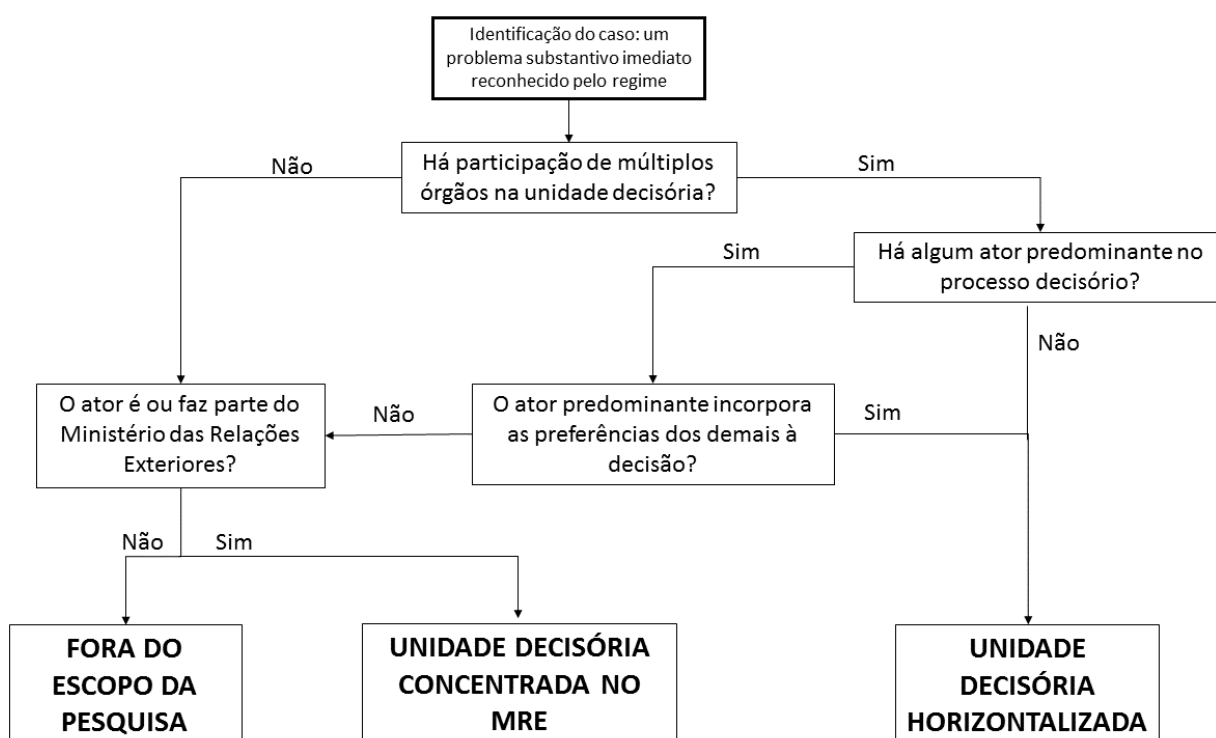 Identificação do caso: um
problema substantivo imediato
reconhecido pelo regime
Não
Há participação de múltiplos
órgãos na unidade decisória?
Sim
Sim
Há algum ator predominante no
processo decisório?
Não
O ator é ou faz parte do
Ministério das Relações
Exteriores?
Não
O ator predominante incorpora
as preferências dos demais à
decisão?
Sim
Não
Sim
FORA DO
ESCOPO DA
PESQUISA
UNIDADE DECISÓRIA
CONCENTRADA NO
MRE
UNIDADE
DECISÓRIA
HORIZONTALIZADA